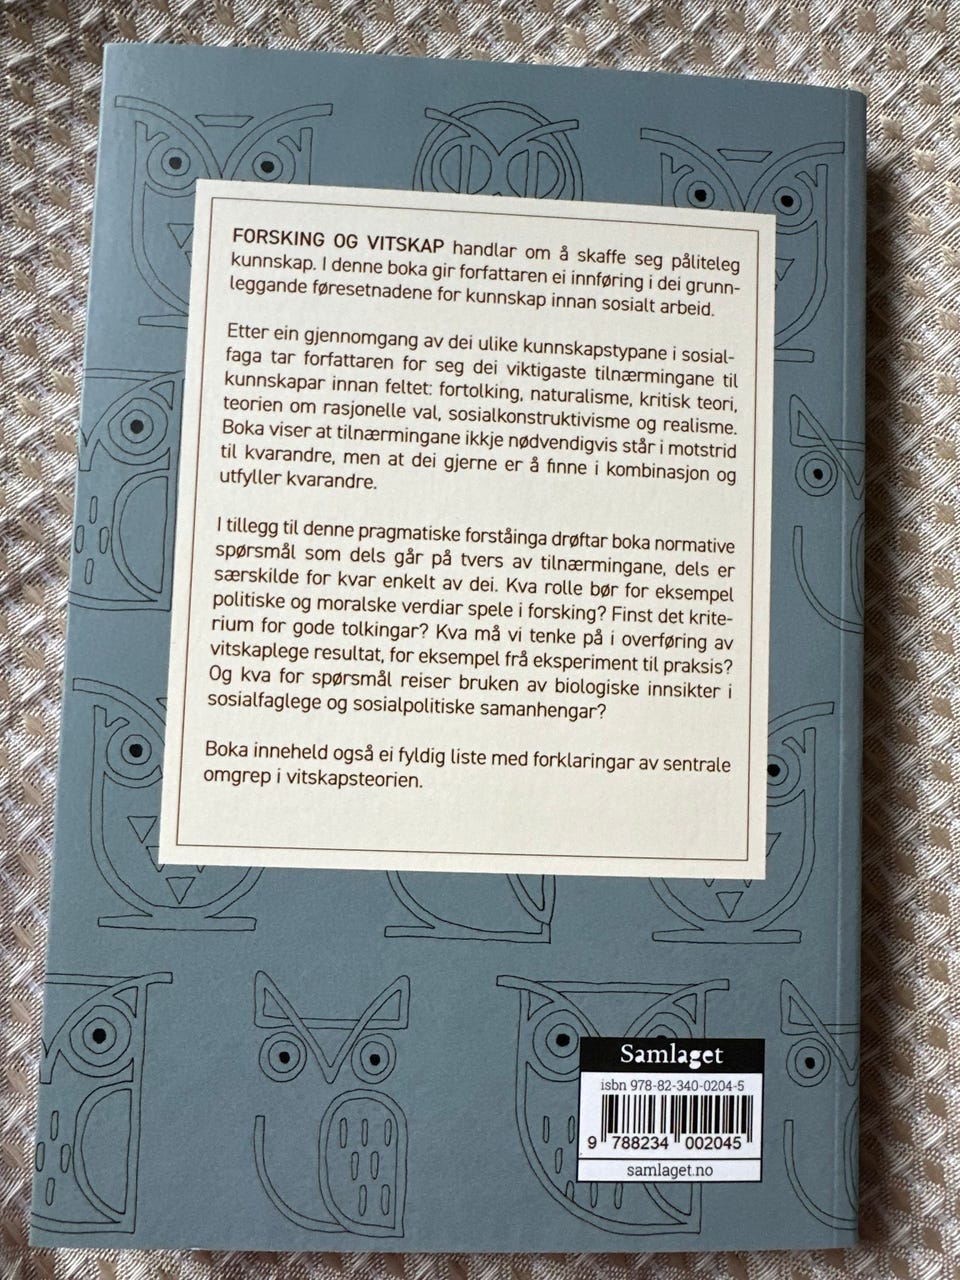 FORSKING OG VITSKAP handlar om å skaffe seg påliteleg
kunnskap. I denne boka gir forfattaren ei innføring i dei grunn-
leggande føresetnadene for kunnskap innan sosialt arbeid.
Etter ein gjennomgang av dei ulike kunnskapstypane i sosial-
faga tar forfattaren for seg dei viktigaste tilnærmingane til
kunnskapar innan feltet: fortolking, naturalisme, kritisk teori,
teorien om rasjonelle val, sosialkonstruktivisme og realisme.
Boka viser at tilnærmingane ikkje nødvendigvis står i motstrid
til kvarandre, men at dei gjerne er å finne i kombinasjon og
utfyller kvarandre.
I tillegg til denne pragmatiske forståinga drøftar boka normative
spørsmål som dels går på tvers av tilnærmingane, dels er
særskilde for kvar enkelt av dei. Kva rolle bør for eksempel
politiske og moralske verdiar spele i forsking? Finst det krite-
rium for gode tolkingar? Kva må vi tenke på i overføring av
vitskaplege resultat, for eksempel frå eksperiment til praksis?
Og kva for spørsmål reiser bruken av biologiske innsikter i
sosialfaglege og sosialpolitiske samanhengar?
Boka inneheld også ei fyldig liste med forklaringar av sentrale
omgrep i vitskapsteorien.
Samlaget
isbn 978-82-340-0204-5
9 788234 002045
samlaget.no